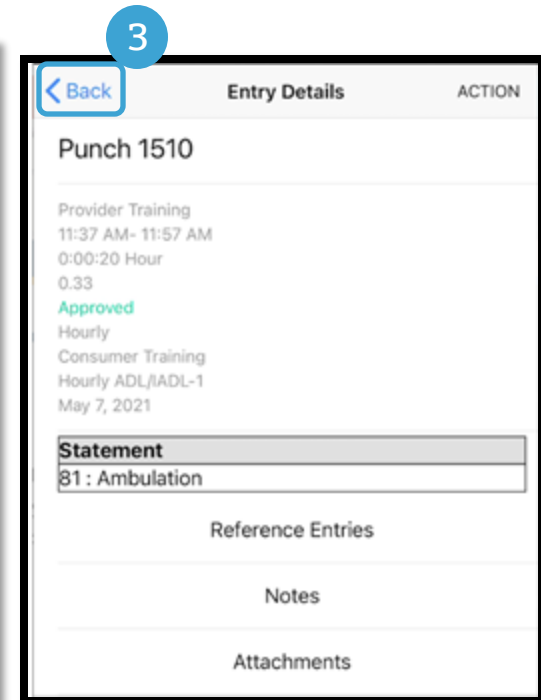 3
Back Entry Details ACTION
Punch 1510
Provider Training
11:37 AM- 11:57 AM
0:00:20 Hour
0.33
Approved
Hourly
Consumer Training
Hourly ADL/IADL-1
May 7, 2021
Statement
81 : Ambulation
Reference Entries
Notes
Attachments